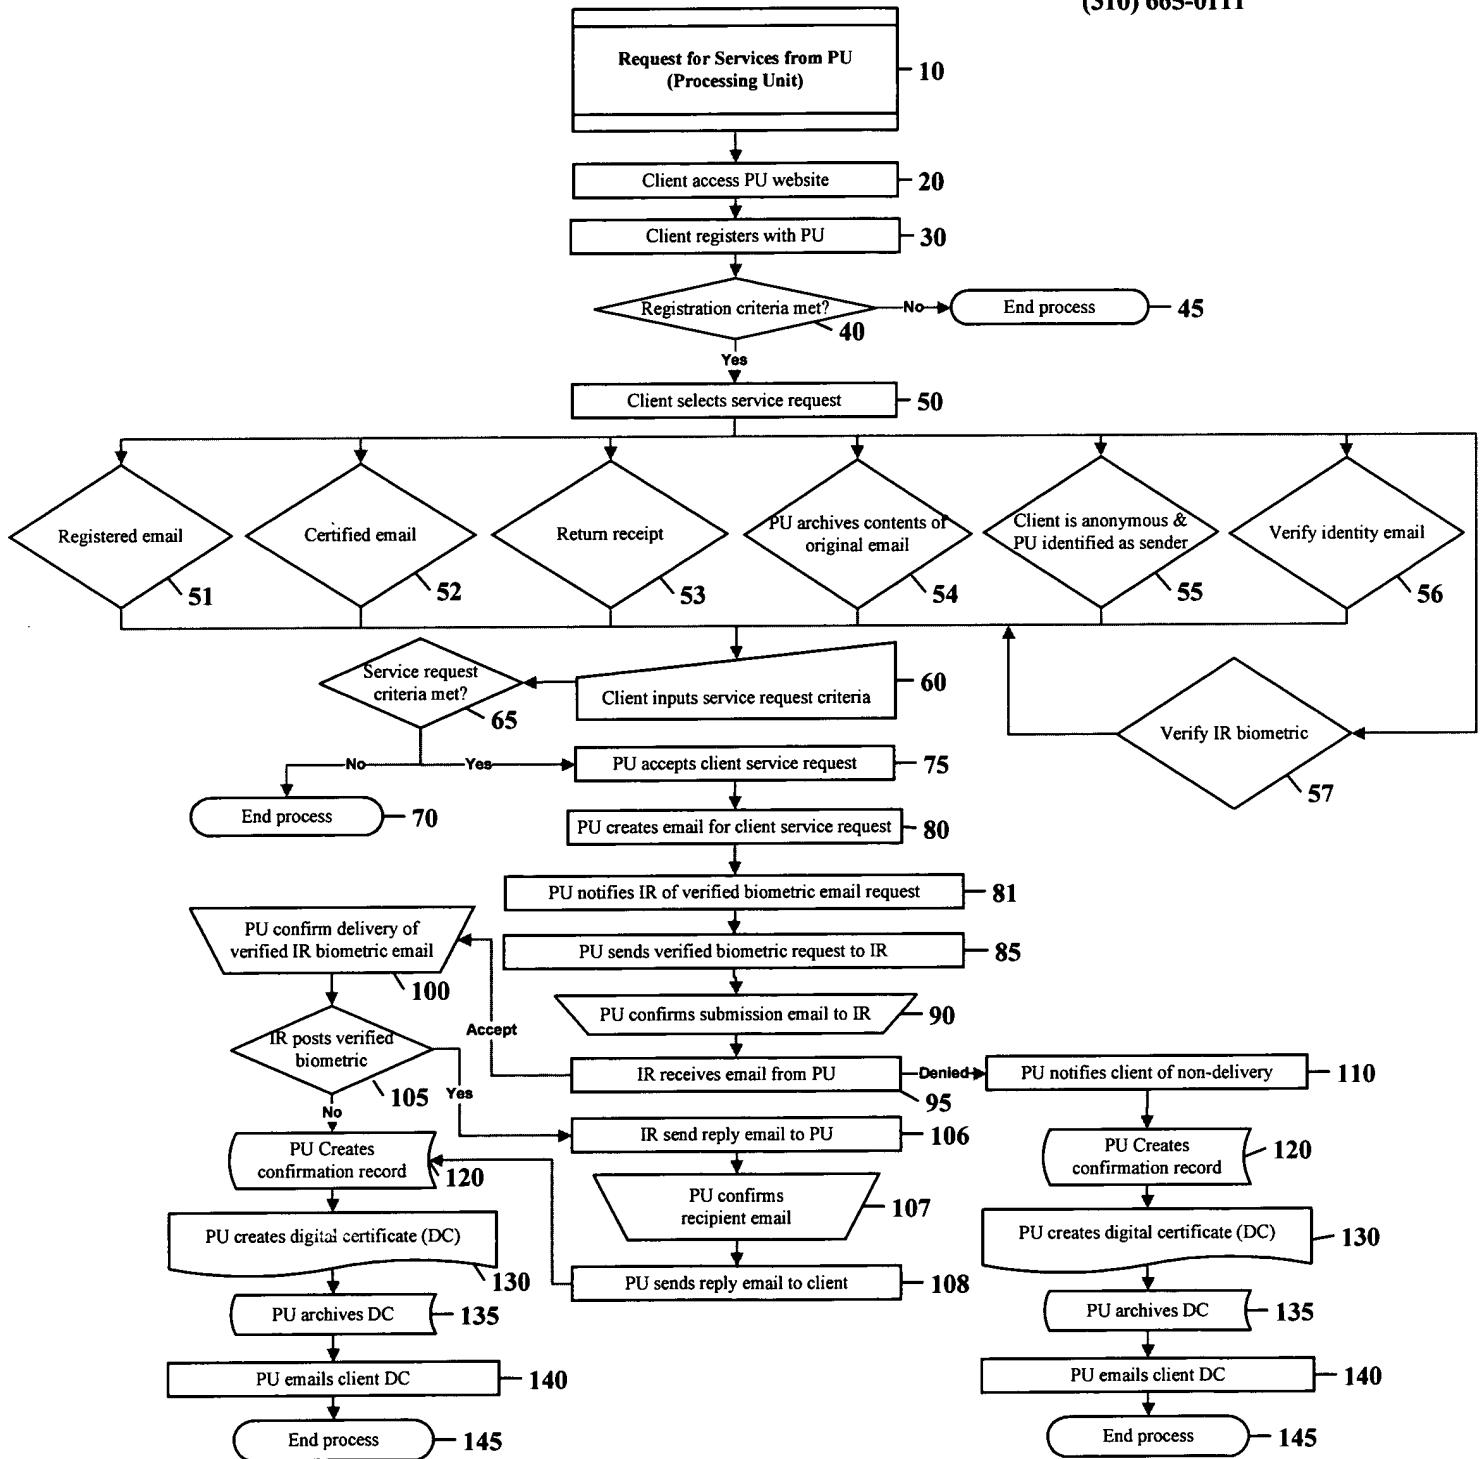 (310) 665-0111
Request for Services from PU
(Processing Unit)
10
Client access PU website
20
Client registers with PU
30
Registration criteria met?
40
No
End process
45
Yes
Client selects service request
50
Registered email
51
Certified email
52
Return receipt
53
PU archives contents of
original email
54
Client is anonymous &
PU identified as sender
55
Verify identity email
56
Service request
criteria met?
65
Client inputs service request criteria
60
Verify IR biometric
57
No
Yes
PU accepts client service request
75
End process
70
PU creates email for client service request
80
PU notifies IR of verified biometric email request
81
PU confirm delivery of
verified IR biometric email
100
PU sends verified biometric request to IR
85
PU confirms submission email to IR
90
Accept
IR posts verified
biometric
105
IR receives email from PU
95
Denied
PU notifies client of non-delivery
110
Yes
No
IR send reply email to PU
106
PU Creates
confirmation record
120
PU Creates
confirmation record
120
PU confirms
recipient email
107
PU creates digital certificate (DC)
130
PU creates digital certificate (DC)
130
PU sends reply email to client
108
PU archives DC
135
PU archives DC
135
PU emails client DC
140
PU emails client DC
140
End process
145
End process
145